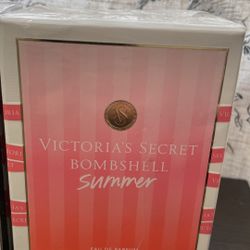 VICTORIA'S SECRET
BOMBSHELL
Summer
EAU DE PARFUM